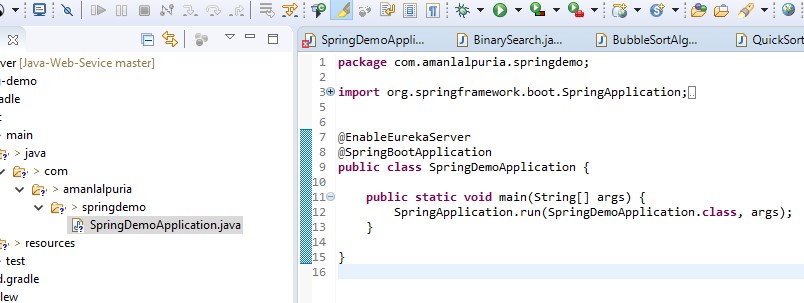 SpringDemoAppli...
BinarySearch.ja...
BubbleSortAlg...
QuickSort
ver [Java-Web-Sevice master]
g-demo
adle
t
main
> java
> com
> amanlalpuria
> springdemo
> SpringDemoApplication.java
> resources
> test
d.gradle
lew
1 package com.amanlalpuria.springdemo;
2
3 import org.springframework.boot.SpringApplication;
5
6
7 @EnableEurekaServer
8 @SpringBootApplication
9 public class SpringDemoApplication {
10
11 public static void main(String[] args) {
12 SpringApplication.run(SpringDemoApplication.class, args);
13 }
14
15 }
16